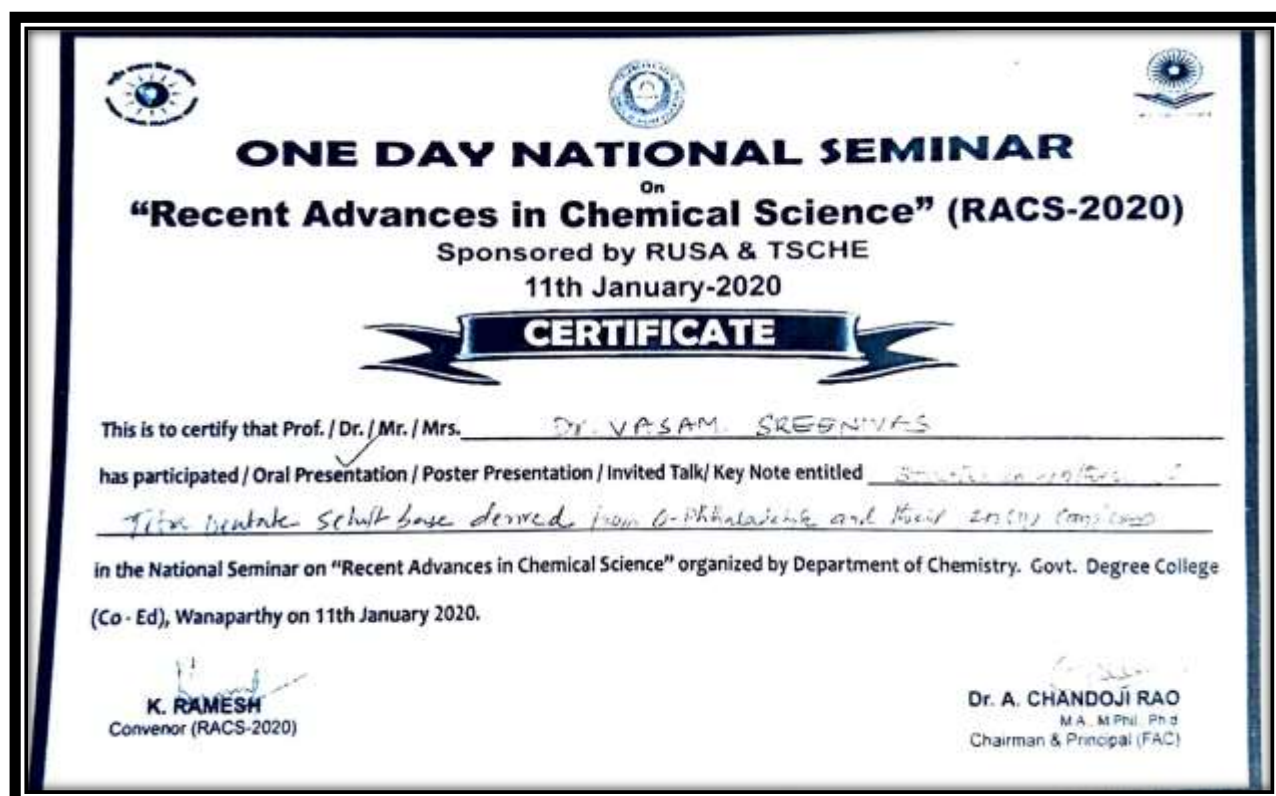 ONE DAY NATIONAL SEMINAR
On
“Recent Advances in Chemical Science” (RACS-2020)
Sponsored by RUSA & TSCHE
11th January-2020
CERTIFICATE
This is to certify that Prof. / Dr. / Mr. / Mrs. Dr. VASAM SREENIVAS
has participated / Oral Presentation / Poster Presentation / Invited Talk/ Key Note entitled
base derived from and their
in the National Seminar on “Recent Advances in Chemical Science” organized by Department of Chemistry. Govt. Degree College
(Co - Ed), Wanaparthy on 11th January 2020.
K. RAMESH
Convenor (RACS-2020)
Dr. A. CHANDOJI RAO
M.A., M.Phil., Ph.d
Chairman & Principal (FAC)